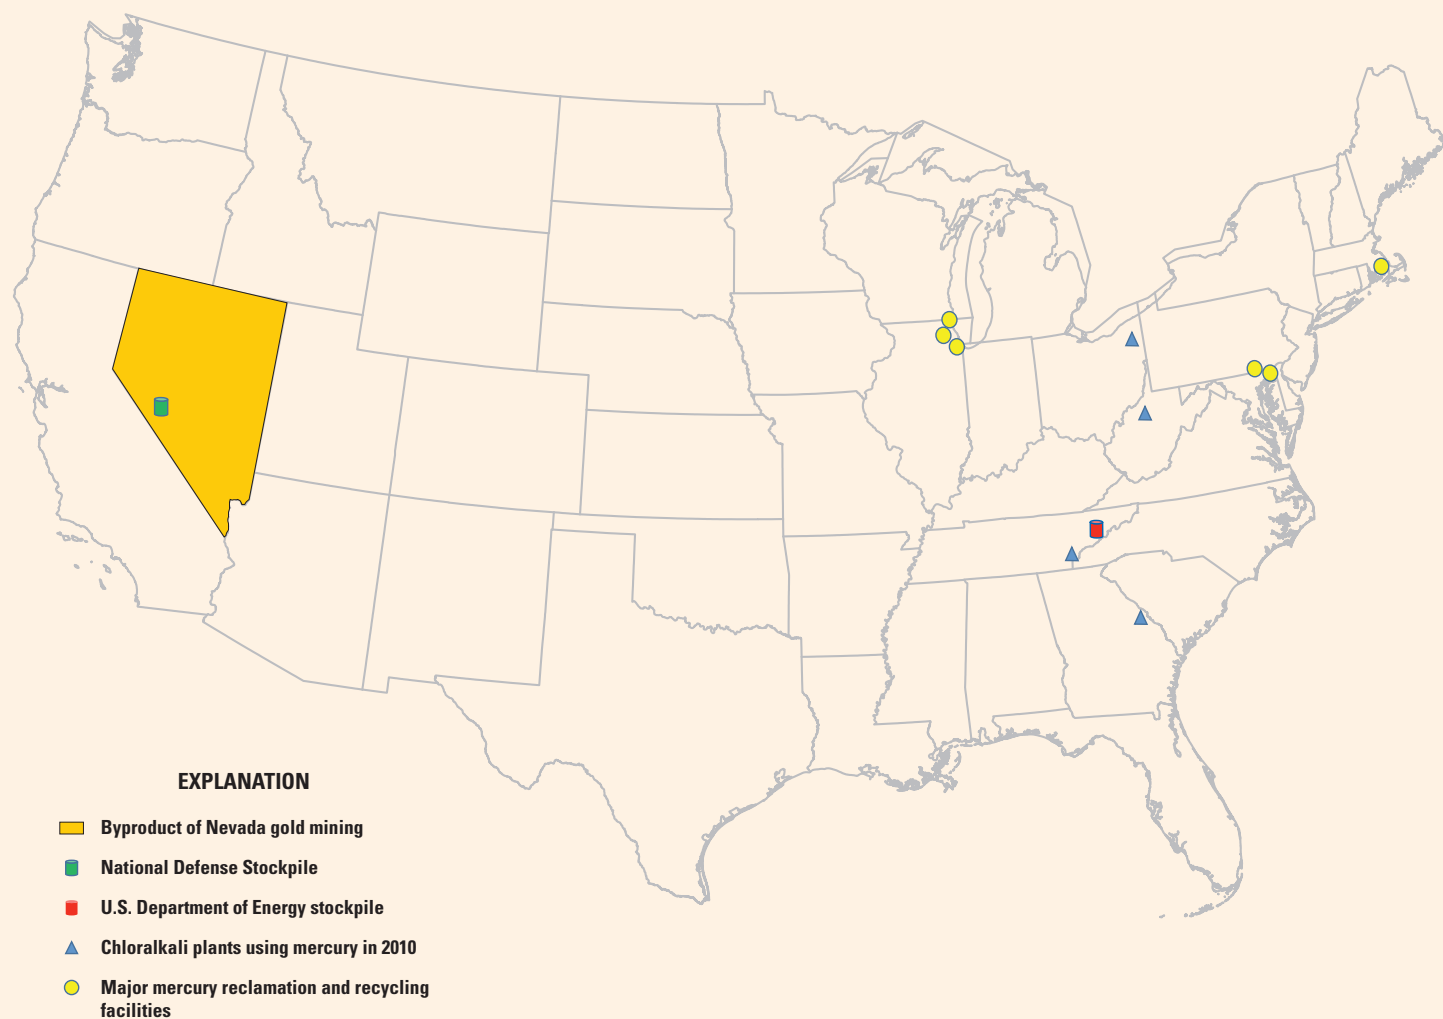 EXPLANATION
Byproduct of Nevada gold mining
National Defense Stockpile
U.S. Department of Energy stockpile
Chloralkali plants using mercury in 2010
Major mercury reclamation and recycling
facilities